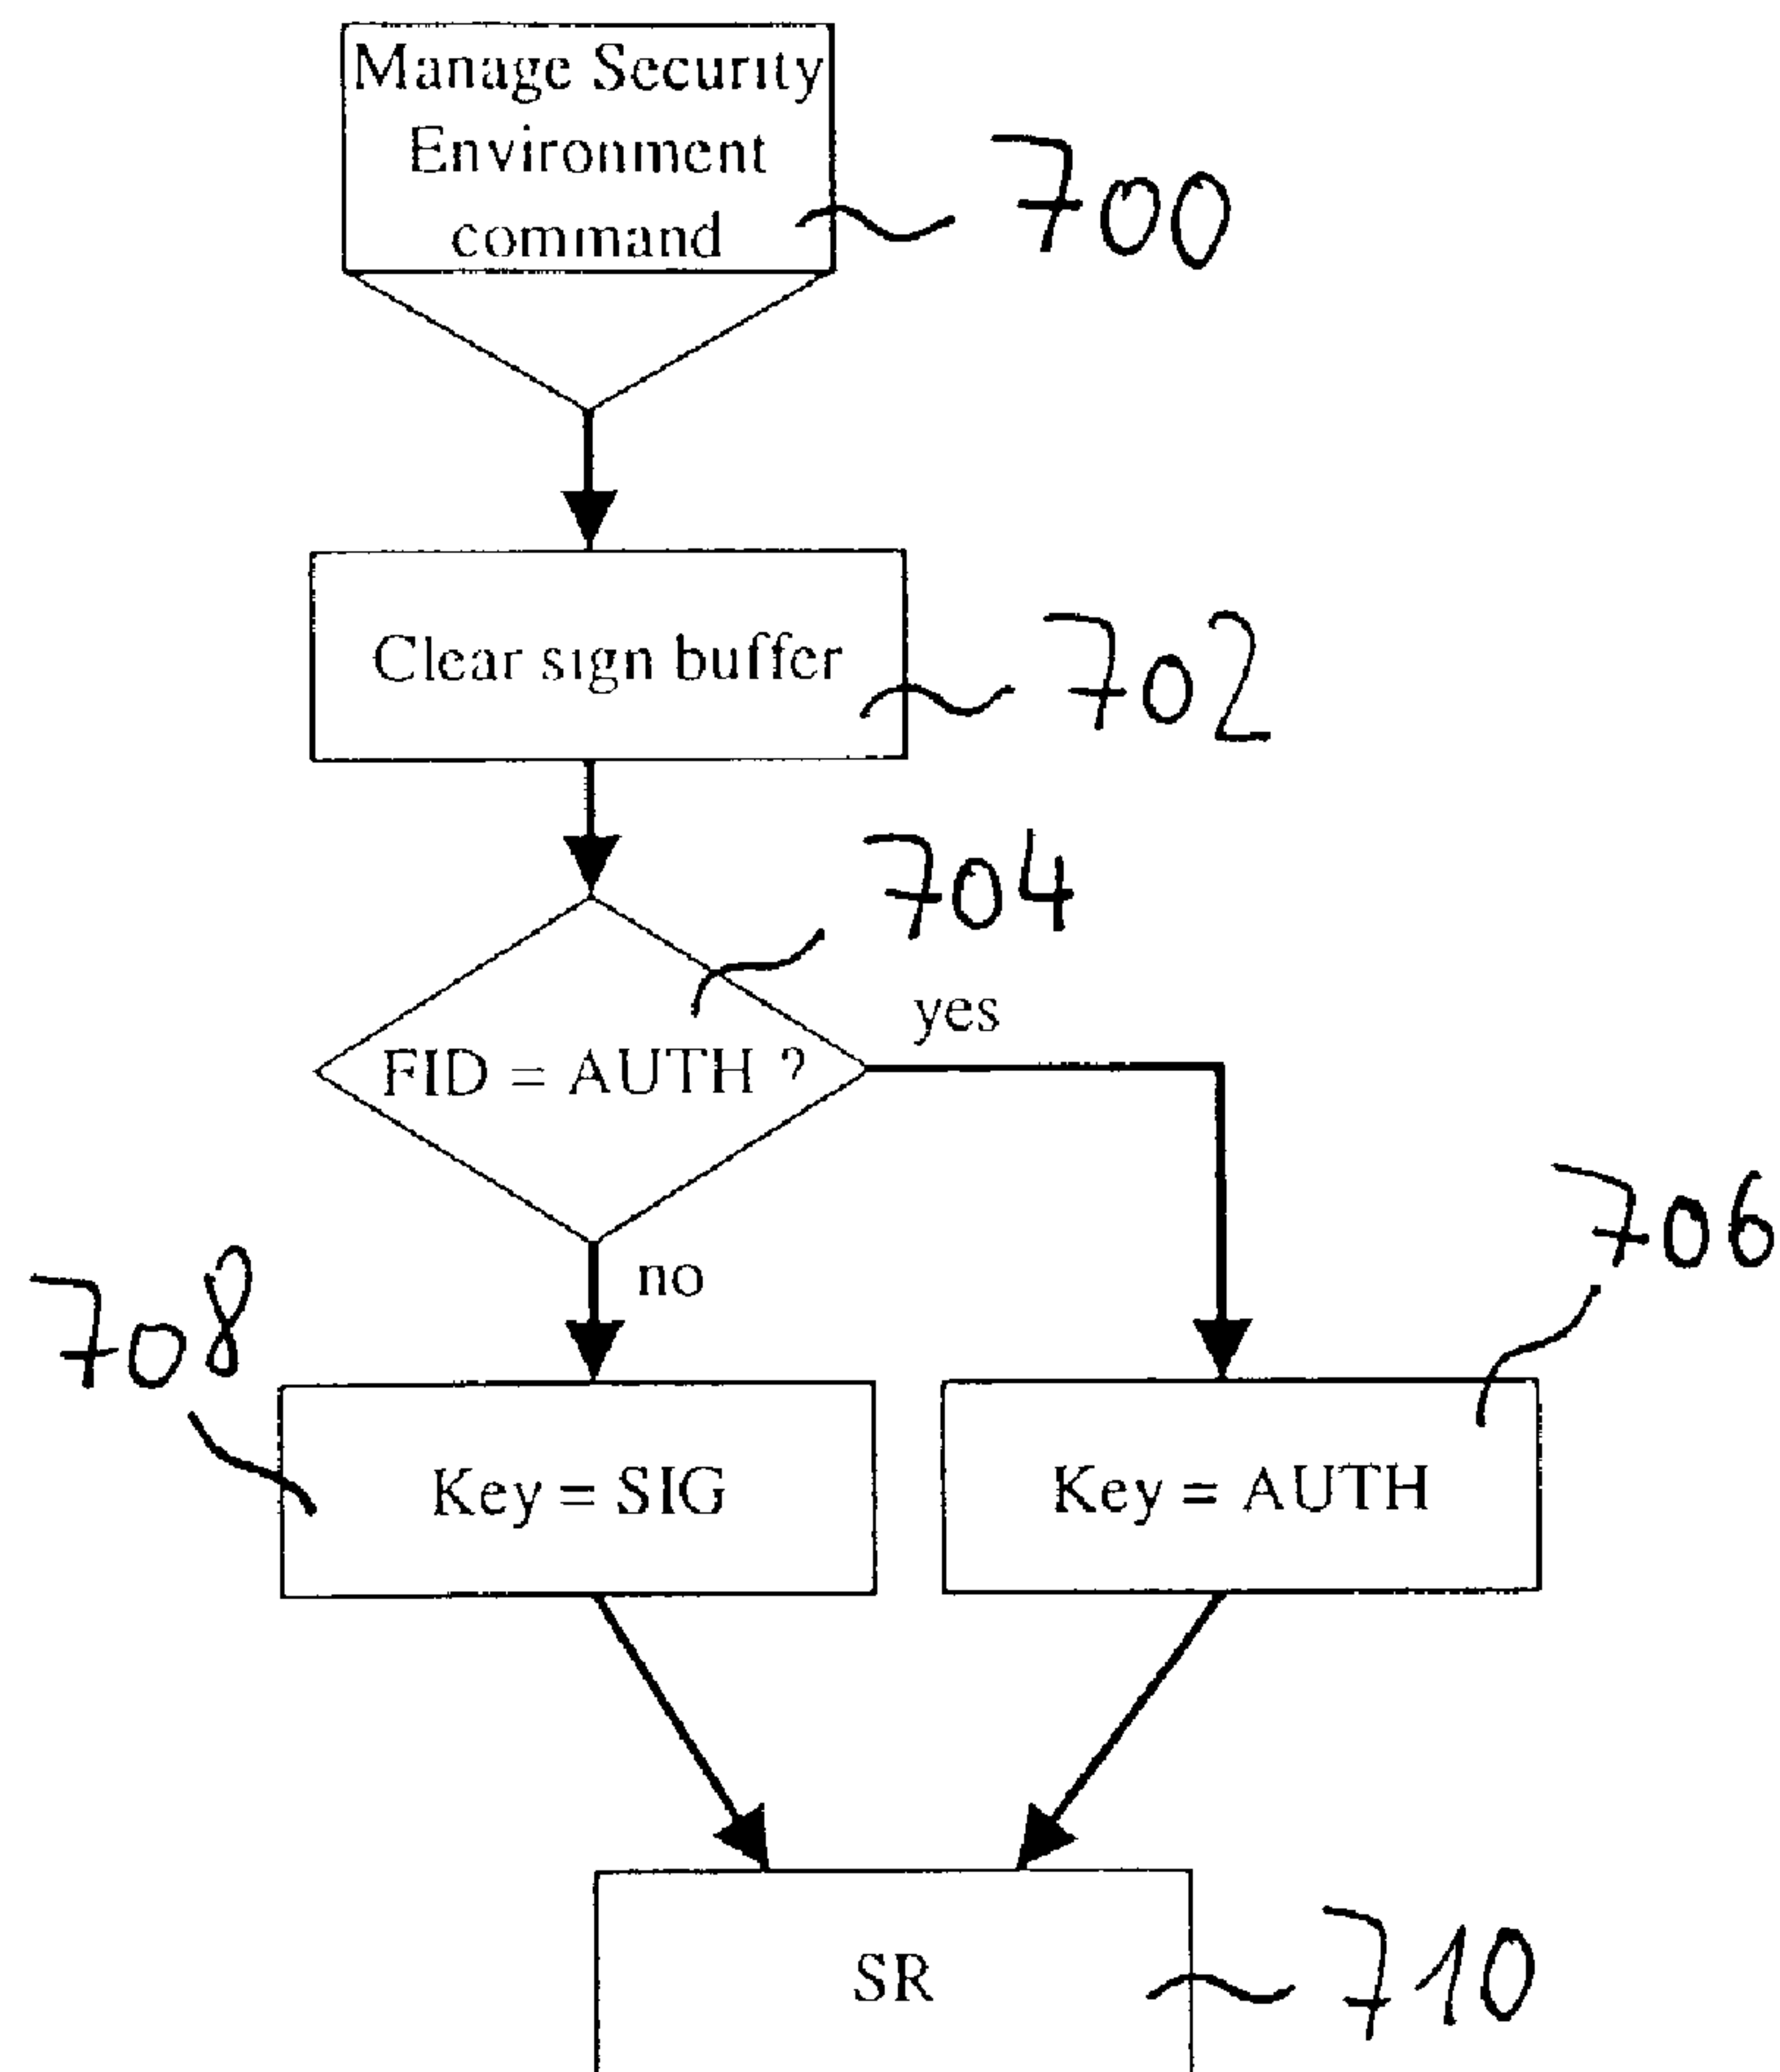 Manage Security
Environment
command
700
Clear sign buffer
702
704
FID = AUTH ?
yes
no
706
708
Key = SIG
Key = AUTH
SR
710